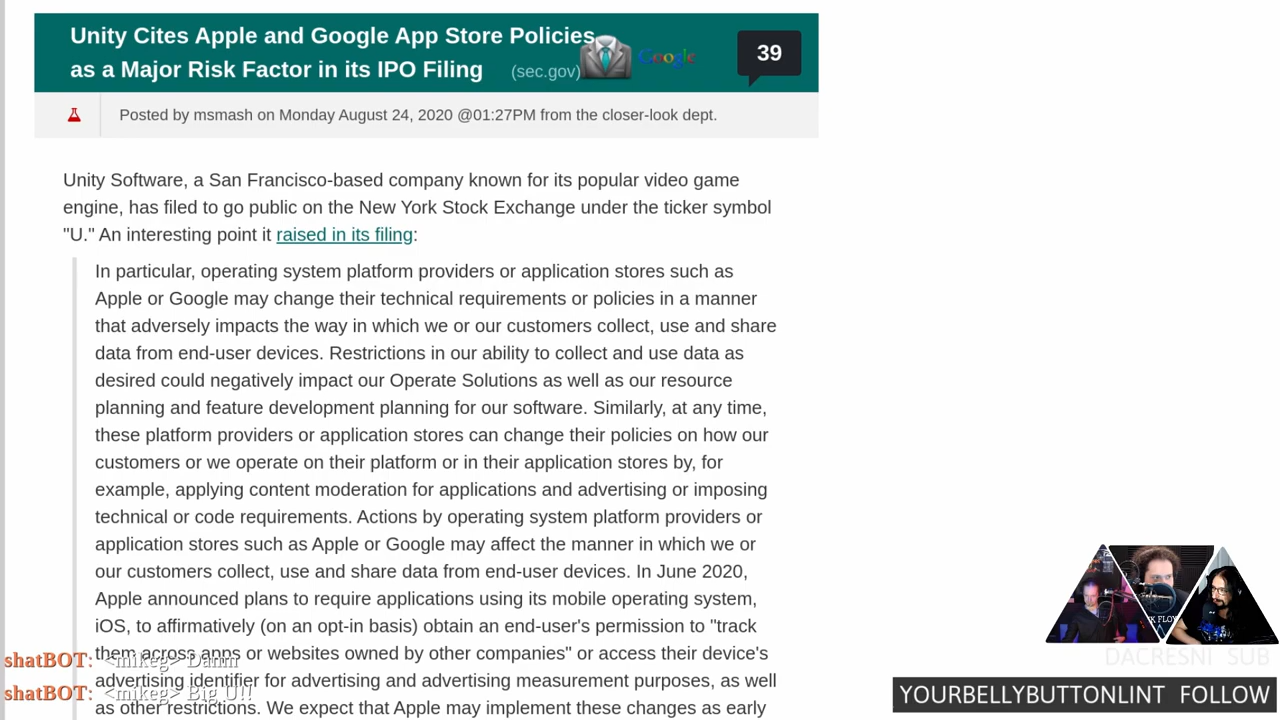 Unity Cites Apple and Google App Store Policies
as a Major Risk Factor in its IPO Filing (sec.gov)
Google
39
Posted by msmash on Monday August 24, 2020 @01:27PM from the closer-look dept.
Unity Software, a San Francisco-based company known for its popular video game
engine, has filed to go public on the New York Stock Exchange under the ticker symbol
"U." An interesting point it raised in its filing:
In particular, operating system platform providers or application stores such as
Apple or Google may change their technical requirements or policies in a manner
that adversely impacts the way in which we or our customers collect, use and share
data from end-user devices. Restrictions in our ability to collect and use data as
desired could negatively impact our Operate Solutions as well as our resource
planning and feature development planning for our software. Similarly, at any time,
these platform providers or application stores can change their policies on how our
customers or we operate on their platform or in their application stores by, for
example, applying content moderation for applications and advertising or imposing
technical or code requirements. Actions by operating system platform providers or
application stores such as Apple or Google may affect the manner in which we or
our customers collect, use and share data from end-user devices. In June 2020,
Apple announced plans to require applications using its mobile operating system,
iOS, to affirmatively (on an opt-in basis) obtain an end-user's permission to "track
them across apps or websites owned by other companies" or access their device's
advertising identifier for advertising and advertising measurement purposes, as well
as other restrictions. We expect that Apple may implement these changes as early
shatBOT: <mikeg> Damn
shatBOT: <mikeg> Big U!!
DACRESNI SUB
YOURBELLYBUTTONLINT FOLLOW